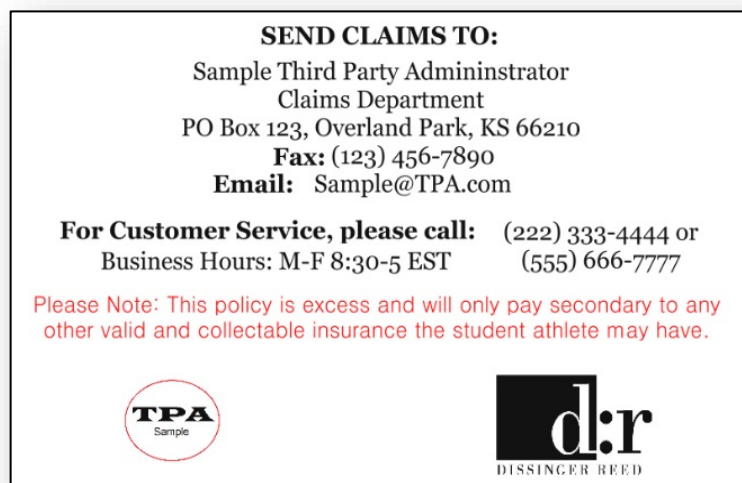 SEND CLAIMS TO:
Sample Third Party Admininstrator
Claims Department
PO Box 123, Overland Park, KS 66210
Fax: (123) 456-7890
Email: Sample@TPA.com
For Customer Service, please call: (222) 333-4444 or
Business Hours: M-F 8:30-5 EST (555) 666-7777
Please Note: This policy is excess and will only pay secondary to any
other valid and collectable insurance the student athlete may have.
TPA
Sample
d:r
DISSINGER REED